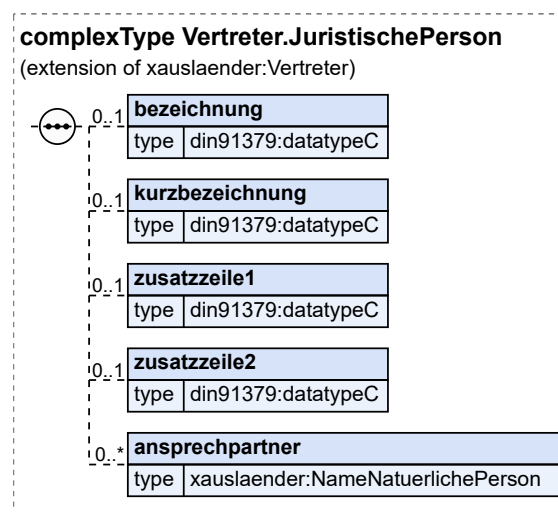 complexType Vertreter.JuristischePerson
(extension of xauslaender:Vertreter)
0..1 bezeichnung
type din91379:datatypeC
0..1 kurzbezeichnung
type din91379:datatypeC
0..1 zusatzzeile1
type din91379:datatypeC
0..1 zusatzzeile2
type din91379:datatypeC
0..* ansprechpartner
type xauslaender:NameNatuerlichePerson